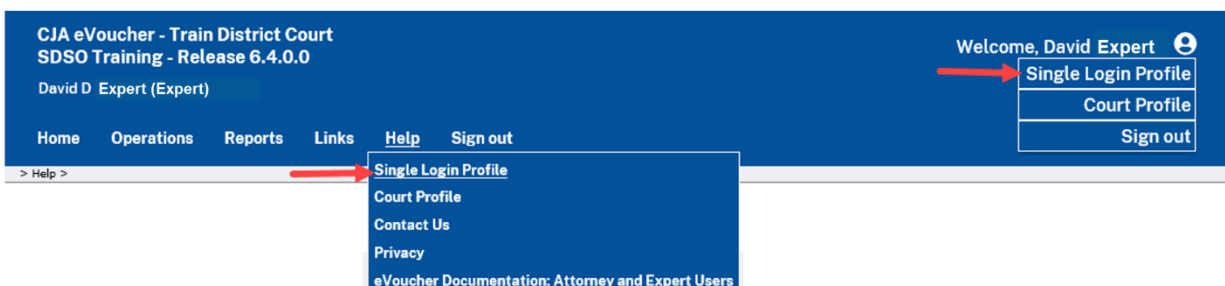 CJA eVoucher - Train District Court
SDSO Training - Release 6.4.0.0
David D Expert (Expert)
Welcome, David Expert
Single Login Profile
Court Profile
Sign out
Home Operations Reports Links Help Sign out
> Help >
Single Login Profile
Court Profile
Contact Us
Privacy
eVoucher Documentation: Attorney and Expert Users